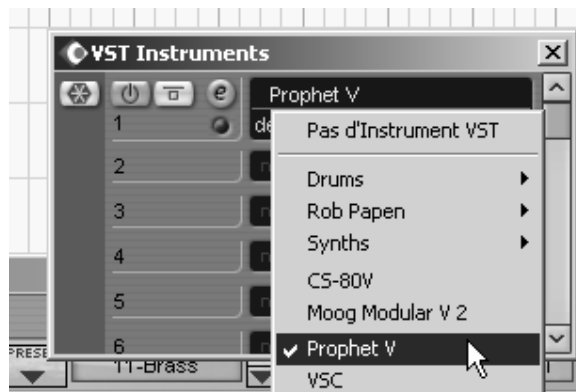 VST Instruments
e Prophet V
1
Pas d'Instrument VST
2
Drums
3
Rob Papen
Synths
4
CS-80V
5
Moog Modular V 2
6
Prophet V
11-Brass
VSC